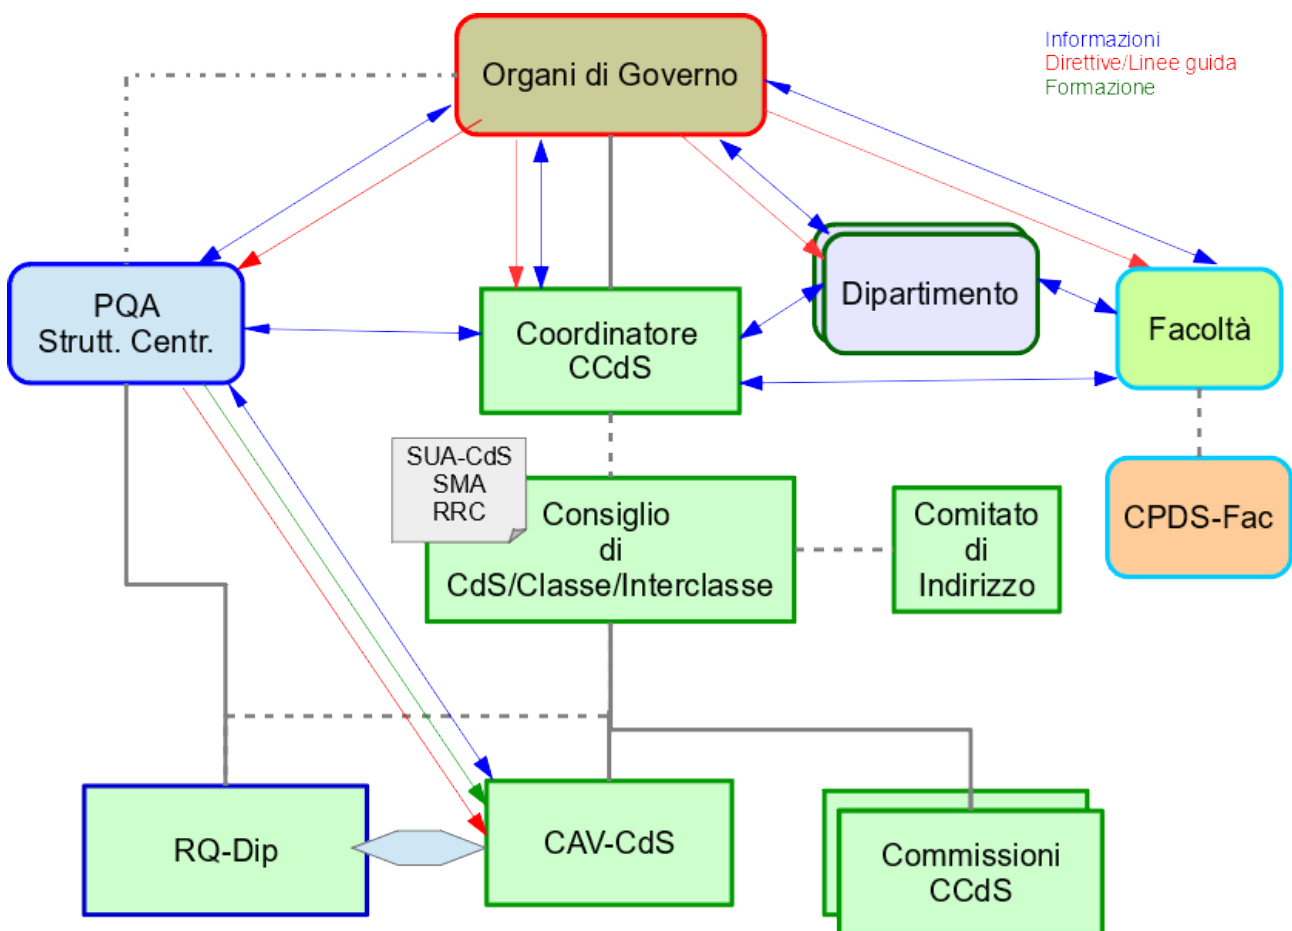 Organi di Governo
Informazioni
Direttive/Linee guida
Formazione
PQA
Strutt. Centr.
Coordinatore
CCdS
Dipartimento
Facoltà
SUA-CdS
SMA
RRC
Consiglio
di
CdS/Classe/Interclasse
Comitato
di
Indirizzo
CPDS-Fac
RQ-Dip
CAV-CdS
Commissioni
CCdS